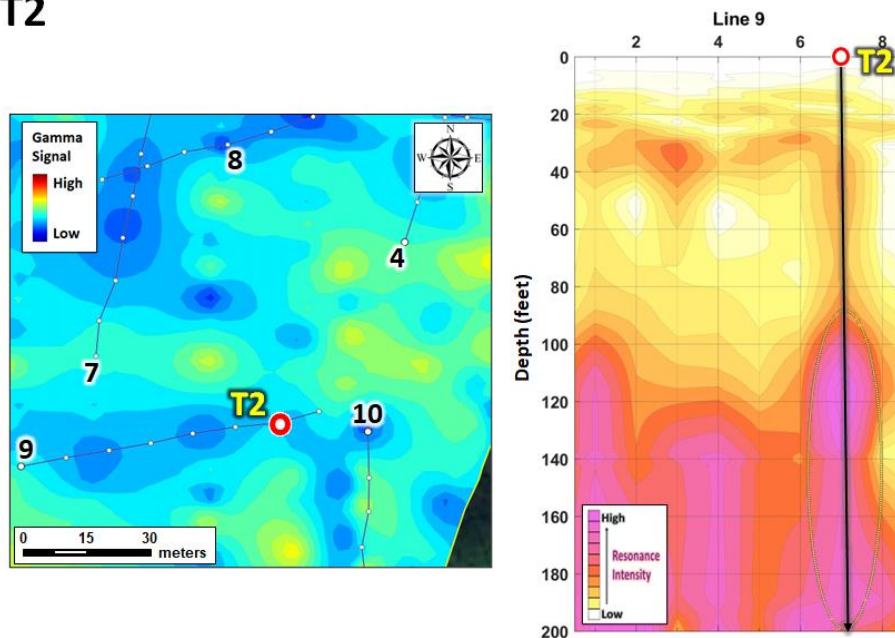 T2
Gamma
Signal
High
Low
N
W E
S
8
4
7
T2
10
9
0 15 30
meters
Line 9
2 4 6 8
T2
Depth (feet)
0
20
40
60
80
100
120
140
160
180
200
High
Resonance
Intensity
Low